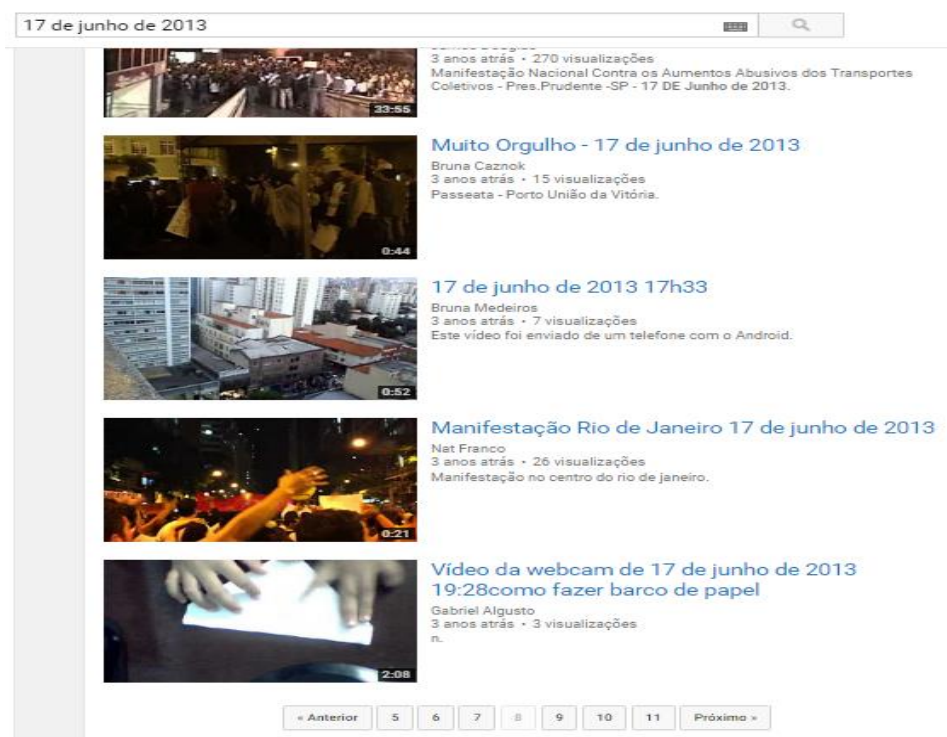 17 de junho de 2013
3 anos atrás • 270 visualizações
Manifestação Nacional Contra os Aumentos Abusivos dos Transportes
Coletivos - Pres.Prudente -SP - 17 DE Junho de 2013.
33:55
Muito Orgulho - 17 de junho de 2013
Bruna Caznok
3 anos atrás • 15 visualizações
Passeata - Porto União da Vitória.
0:44
17 de junho de 2013 17h33
Bruna Medeiros
3 anos atrás • 7 visualizações
Este vídeo foi enviado de um telefone com o Android.
0:52
Manifestação Rio de Janeiro 17 de junho de 2013
Nat Franco
3 anos atrás • 26 visualizações
Manifestação no centro do rio de janeiro.
0:21
Vídeo da webcam de 17 de junho de 2013
19:28como fazer barco de papel
Gabriel Algusto
3 anos atrás • 3 visualizações
n.
2:08
« Anterior 5 6 7 8 9 10 11 Próximo »